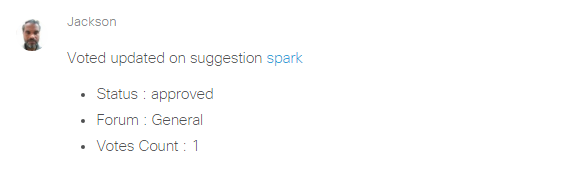 Jackson
Voted updated on suggestion spark
Status : approved
Forum : General
Votes Count : 1